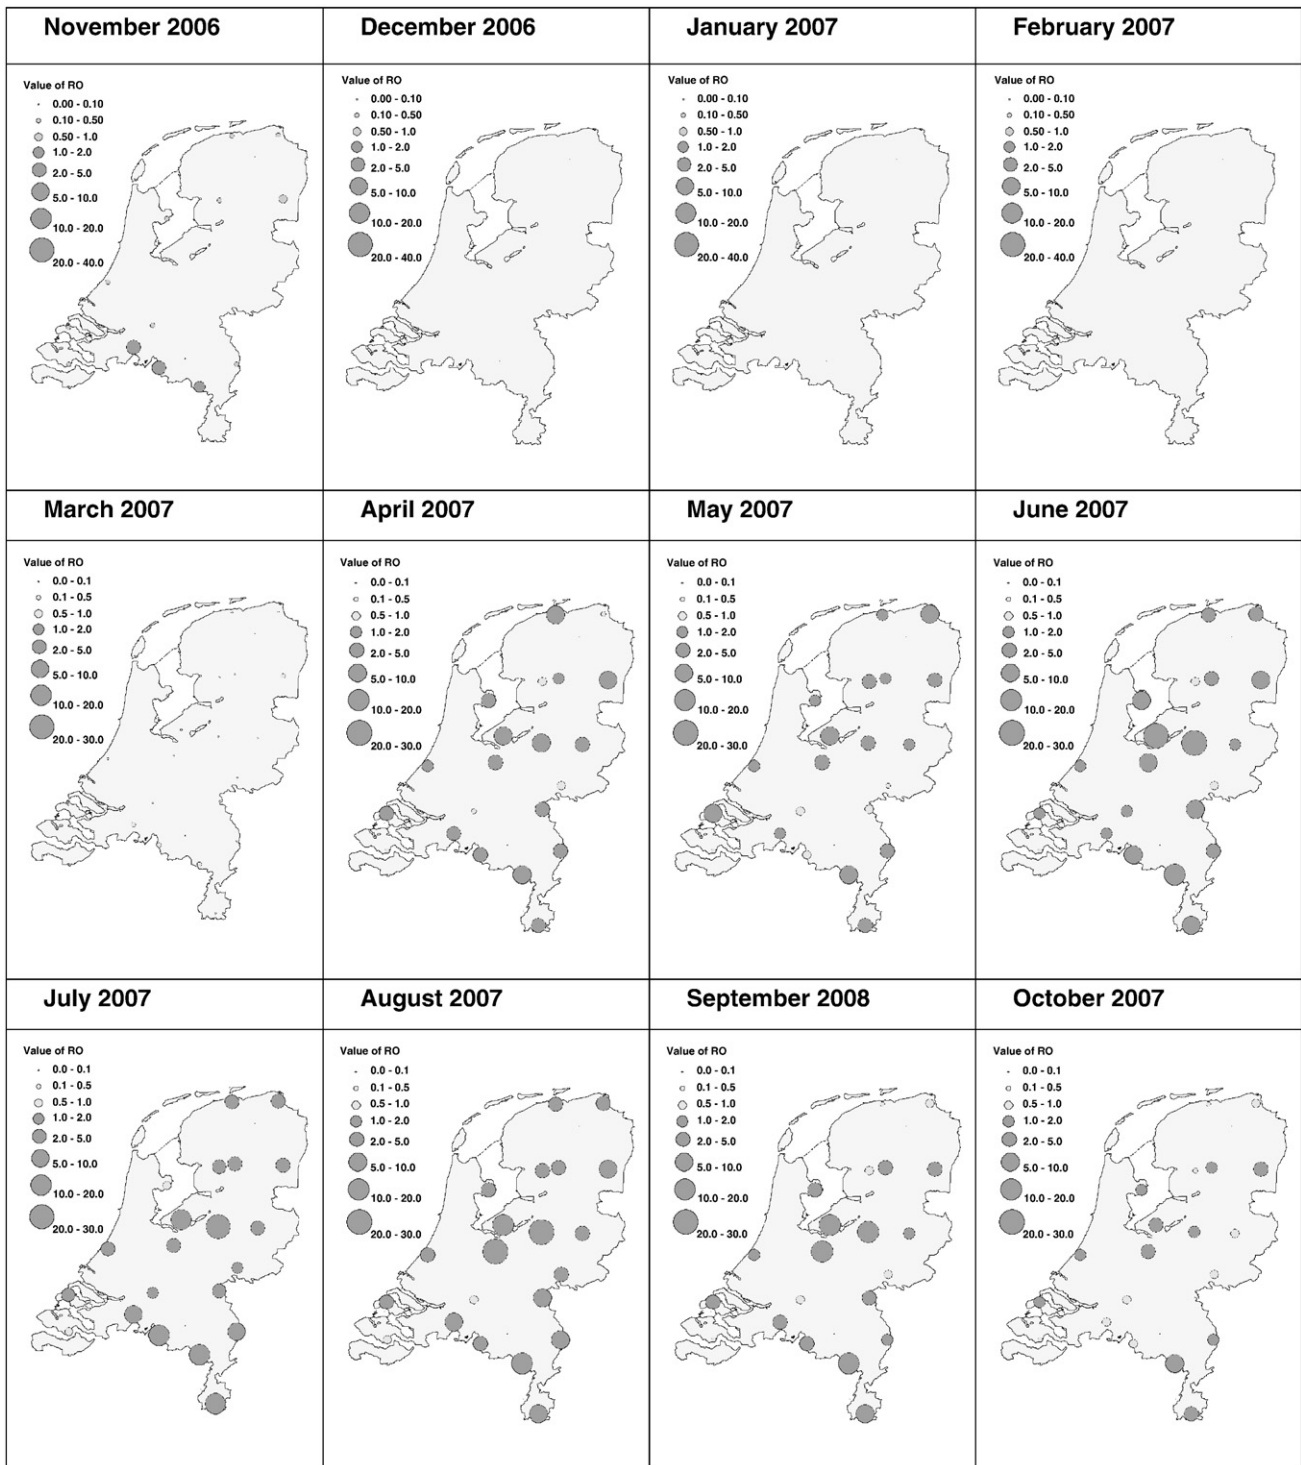 November 2006
December 2006
January 2007
February 2007
Value of RO
0.00 - 0.10
0.10 - 0.50
0.50 - 1.0
1.0 - 2.0
2.0 - 5.0
5.0 - 10.0
10.0 - 20.0
20.0 - 40.0
Value of RO
0.00 - 0.10
0.10 - 0.50
0.50 - 1.0
1.0 - 2.0
2.0 - 5.0
5.0 - 10.0
10.0 - 20.0
20.0 - 40.0
Value of RO
0.00 - 0.10
0.10 - 0.50
0.50 - 1.0
1.0 - 2.0
2.0 - 5.0
5.0 - 10.0
10.0 - 20.0
20.0 - 40.0
Value of RO
0.00 - 0.10
0.10 - 0.50
0.50 - 1.0
1.0 - 2.0
2.0 - 5.0
5.0 - 10.0
10.0 - 20.0
20.0 - 40.0
March 2007
April 2007
May 2007
June 2007
Value of RO
0.0 - 0.1
0.1 - 0.5
0.5 - 1.0
1.0 - 2.0
2.0 - 5.0
5.0 - 10.0
10.0 - 20.0
20.0 - 30.0
Value of RO
0.0 - 0.1
0.1 - 0.5
0.5 - 1.0
1.0 - 2.0
2.0 - 5.0
5.0 - 10.0
10.0 - 20.0
20.0 - 30.0
Value of RO
0.0 - 0.1
0.1 - 0.5
0.5 - 1.0
1.0 - 2.0
2.0 - 5.0
5.0 - 10.0
10.0 - 20.0
20.0 - 30.0
Value of RO
0.0 - 0.1
0.1 - 0.5
0.5 - 1.0
1.0 - 2.0
2.0 - 5.0
5.0 - 10.0
10.0 - 20.0
20.0 - 30.0
July 2007
August 2007
September 2008
October 2007
Value of RO
0.0 - 0.1
0.1 - 0.5
0.5 - 1.0
1.0 - 2.0
2.0 - 5.0
5.0 - 10.0
10.0 - 20.0
20.0 - 30.0
Value of RO
0.0 - 0.1
0.1 - 0.5
0.5 - 1.0
1.0 - 2.0
2.0 - 5.0
5.0 - 10.0
10.0 - 20.0
20.0 - 30.0
Value of RO
0.0 - 0.1
0.1 - 0.5
0.5 - 1.0
1.0 - 2.0
2.0 - 5.0
5.0 - 10.0
10.0 - 20.0
20.0 - 30.0
Value of RO
0.0 - 0.1
0.1 - 0.5
0.5 - 1.0
1.0 - 2.0
2.0 - 5.0
5.0 - 10.0
10.0 - 20.0
20.0 - 30.0